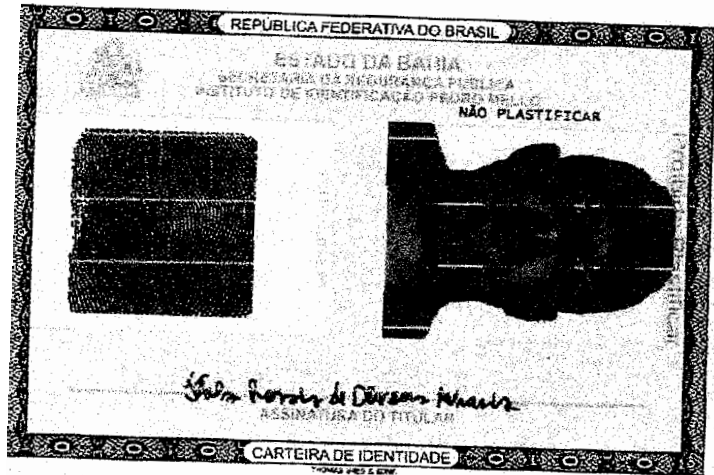 REPÚBLICA FEDERATIVA DO BRASIL
ESTADO DA BAHIA
SECRETARIA DA SEGURANÇA PÚBLICA
INSTITUTO DE IDENTIFICAÇÃO PEDRO MELLO
NÃO PLASTIFICAR
de
ASSINATURA DO TITULAR
CARTEIRA DE IDENTIDADE